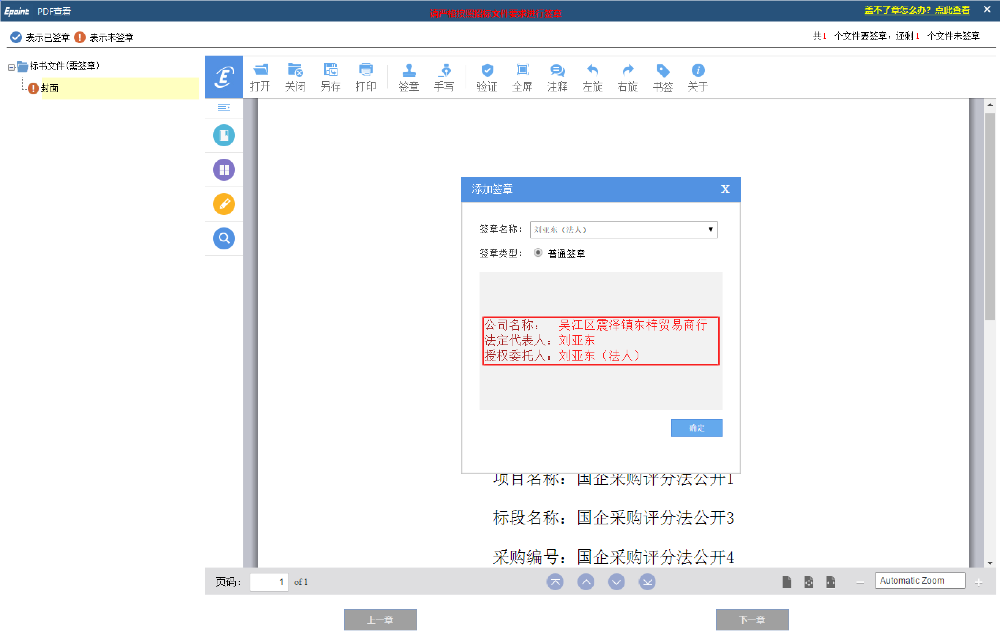 Epoint PDF查看
请严格按照招标文件要求进行签章
盖不了章怎么办？点此查看
表示已签章 表示未签章
共1 个文件要签章，还剩1 个文件未签章
标书文件(需签章)
封面
打开 关闭 另存 打印 签章 手写 验证 全屏 注释 左旋 右旋 书签 关于
添加签章 X
签章名称： 刘亚东（法人）
签章类型： 普通签章
公司名称： 吴江区震泽镇东梓贸易商行
法定代表人：刘亚东
授权委托人：刘亚东（法人）
确定
项目名称：国企采购评分法公开1
标段名称：国企采购评分法公开3
采购编号：国企采购评分法公开4
页码： 1 of 1
Automatic Zoom
上一章 下一章